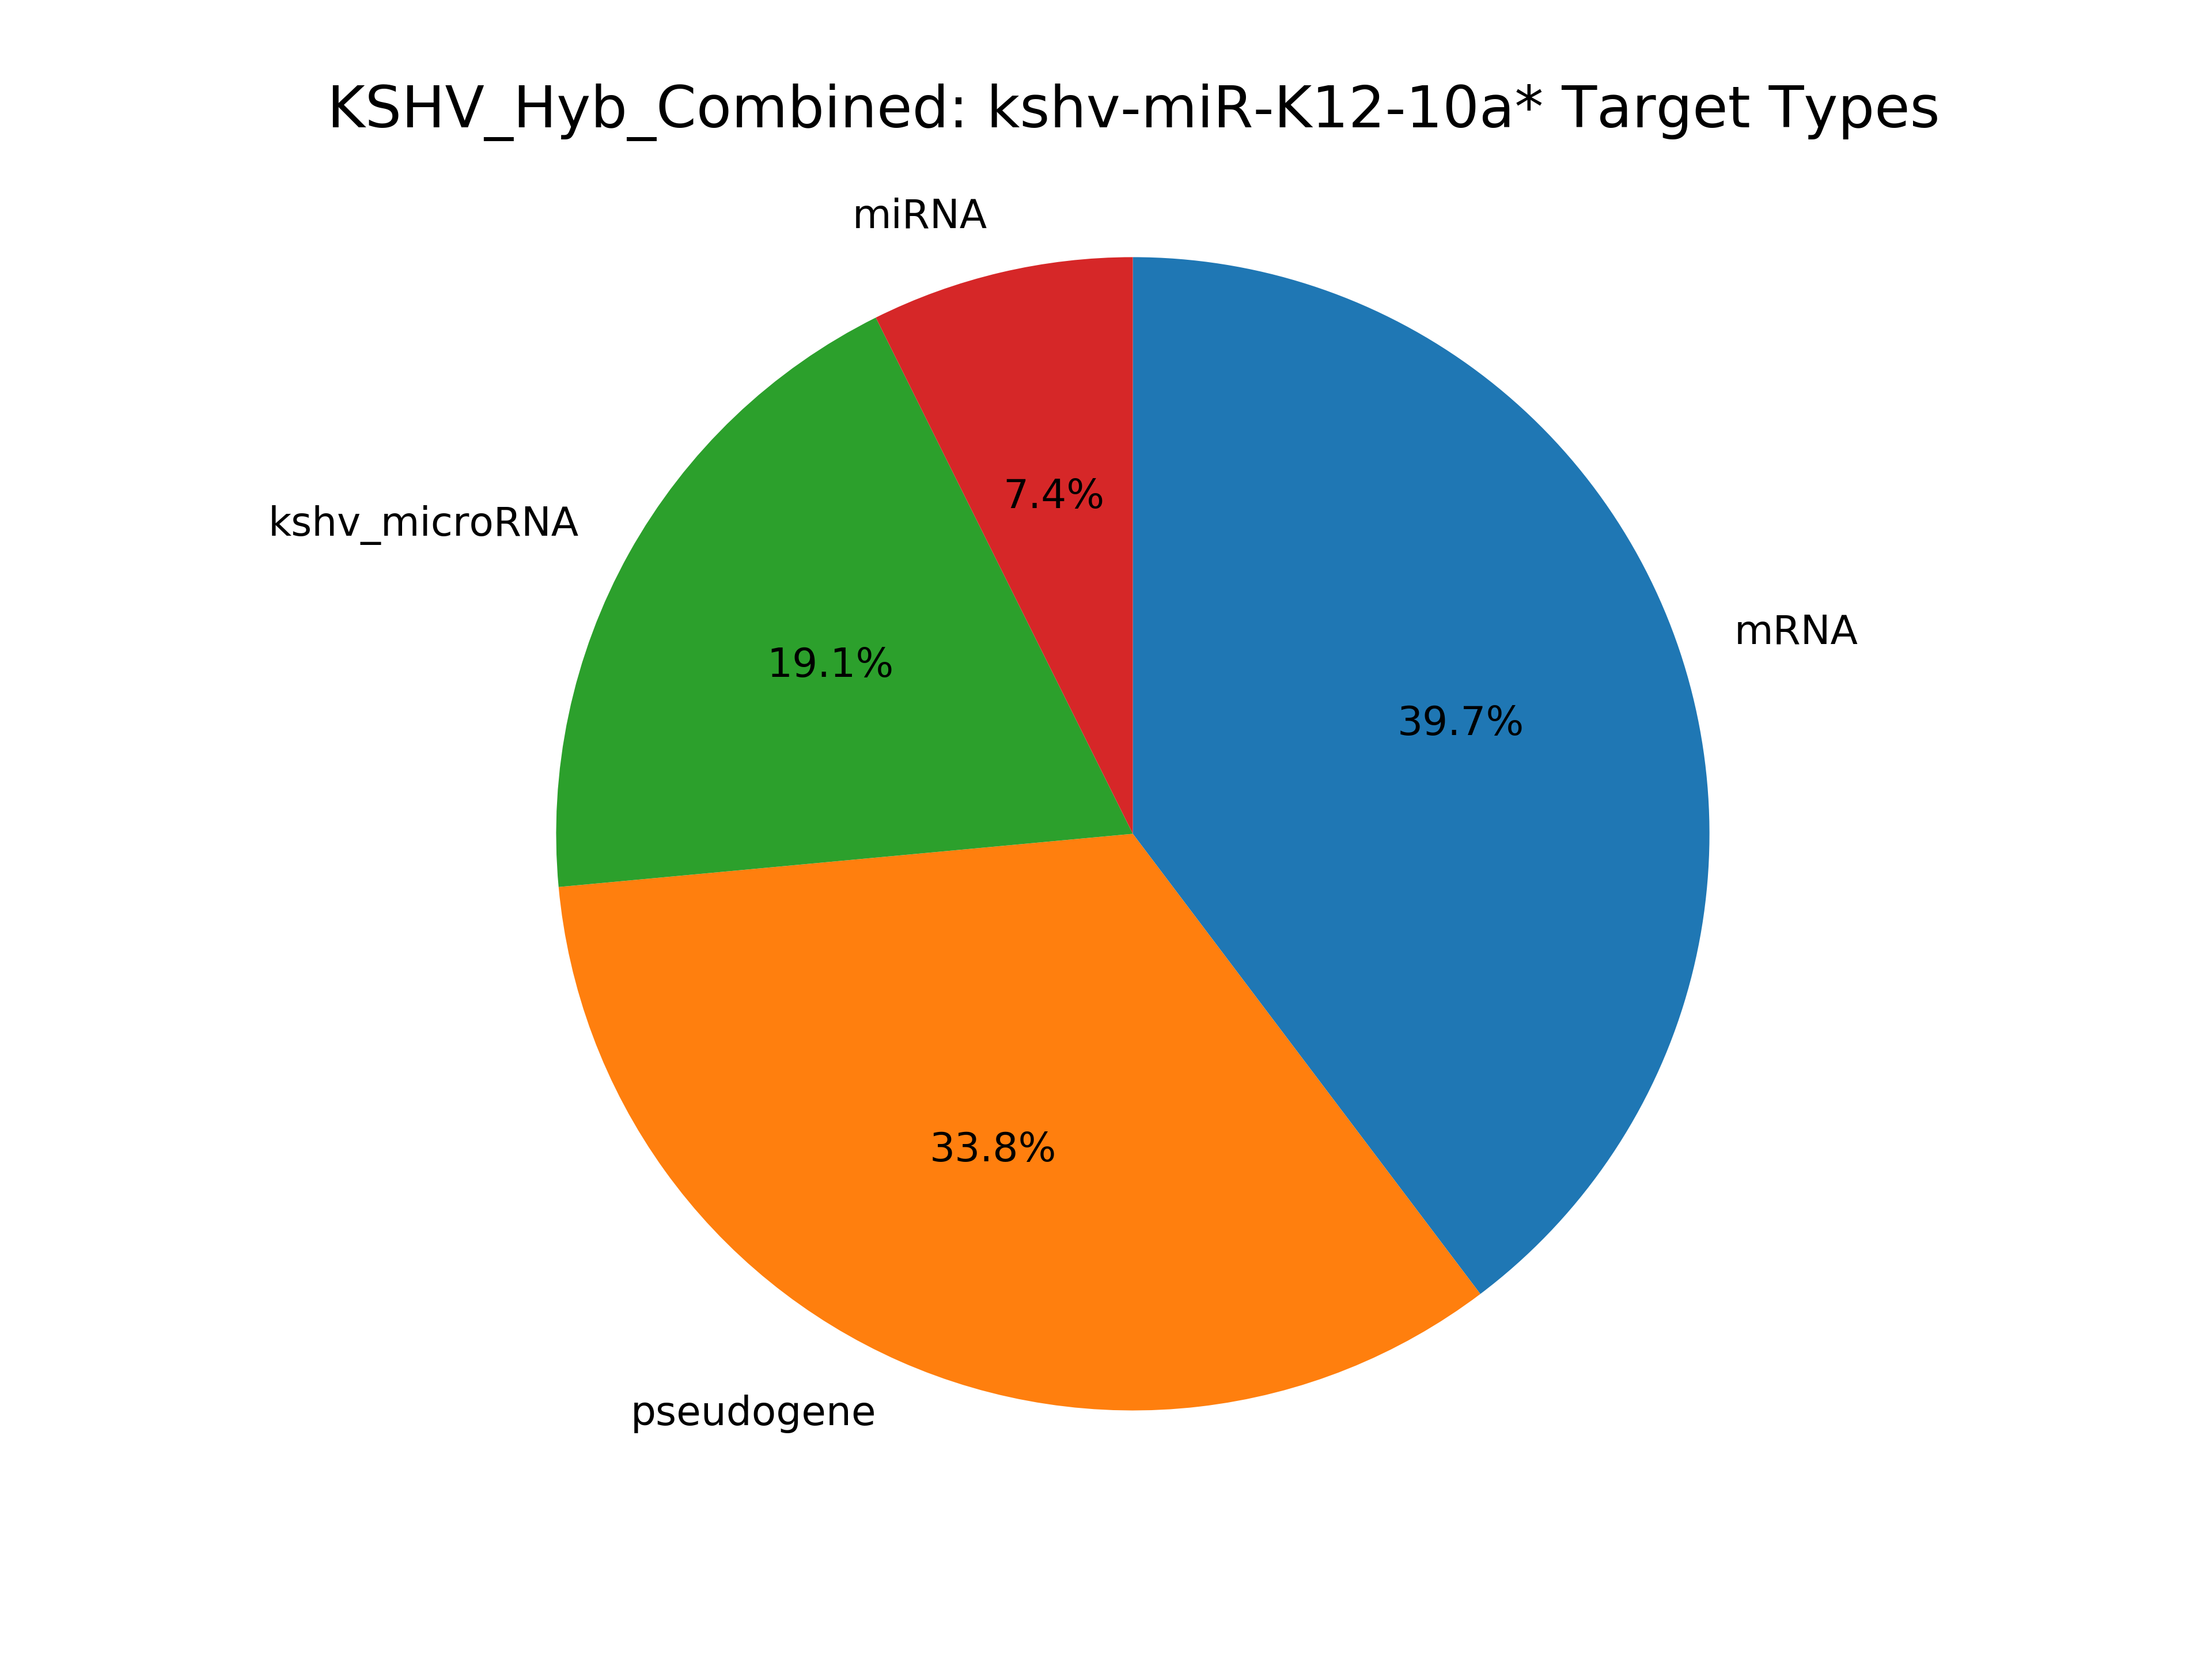 KSHV_Hyb_Combined: kshv-miR-K12-10a* Target Types
miRNA
7.4%
kshv_microRNA
mRNA
19.1%
39.7%
33.8%
pseudogene